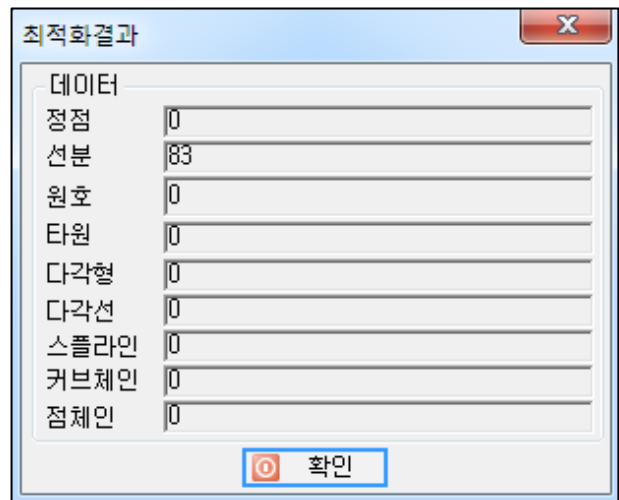 최적화결과
데이터
정점 0
선분 83
원호 0
타원 0
다각형 0
다각선 0
스플라인 0
커브체인 0
점체인 0
확인